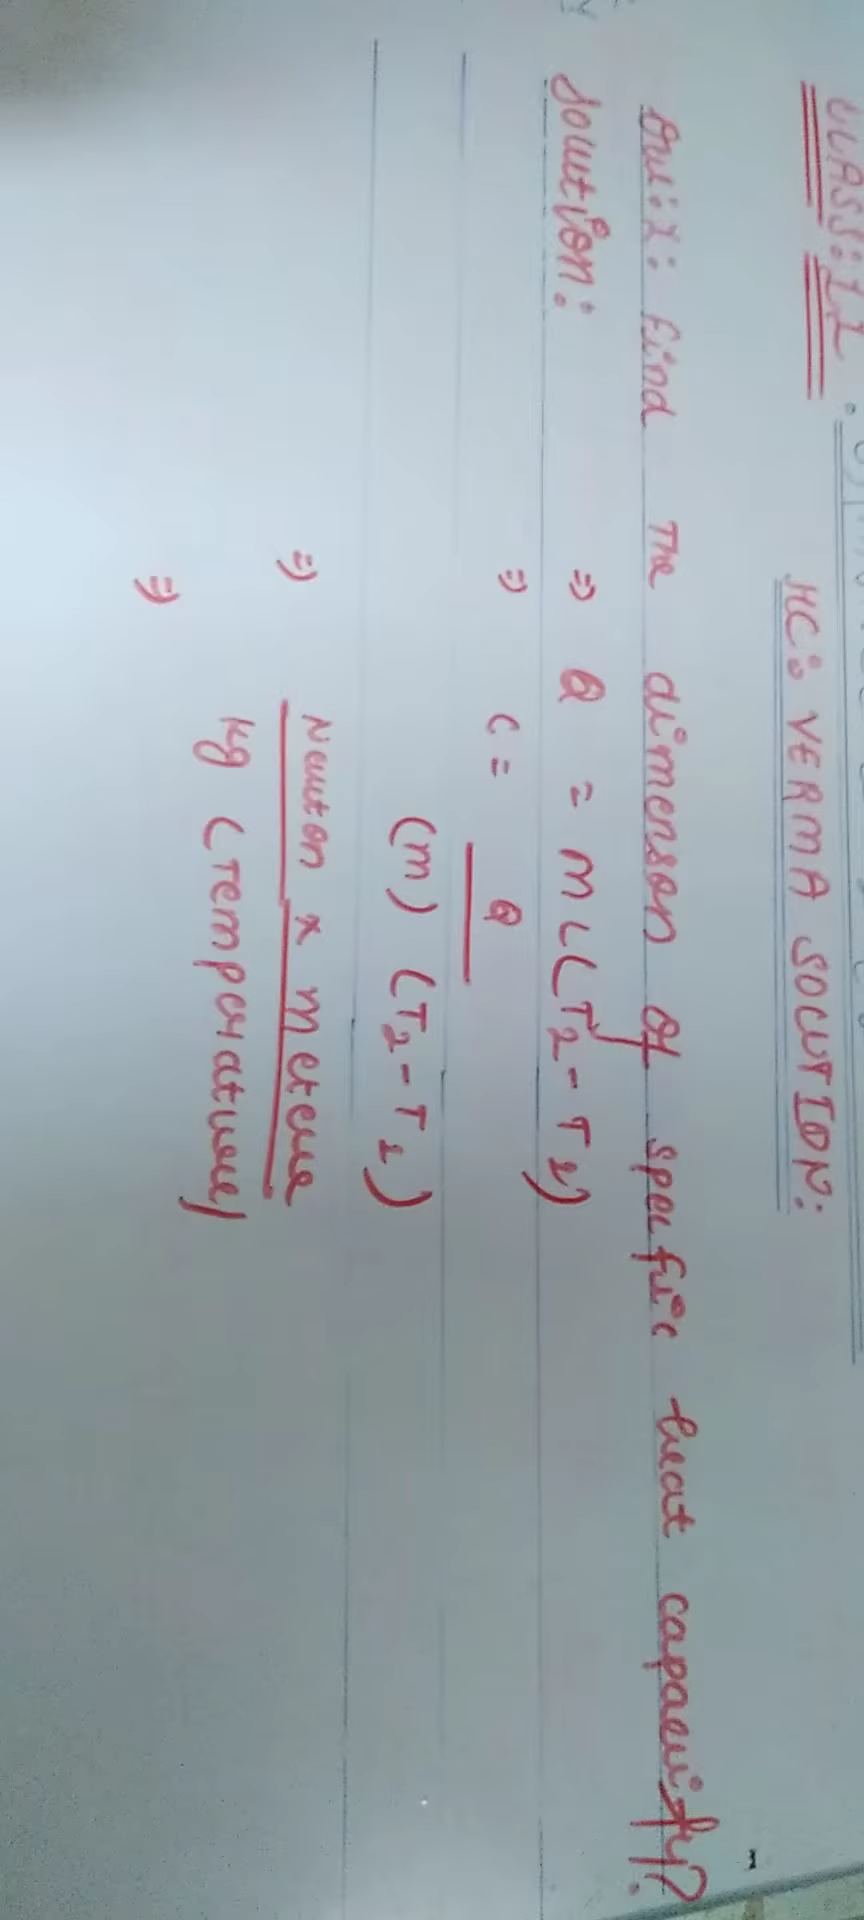 CLASS: 11
HC: VERMA SOLUTION:
Que: 1: Find The dimenson of specific heat capacity?
Solution:
⇒ Q = mc(T2 - T1)
⇒ C = Q
(m) (T2 - T1)
⇒ Newton x metere
kg (Temperature)
⇒